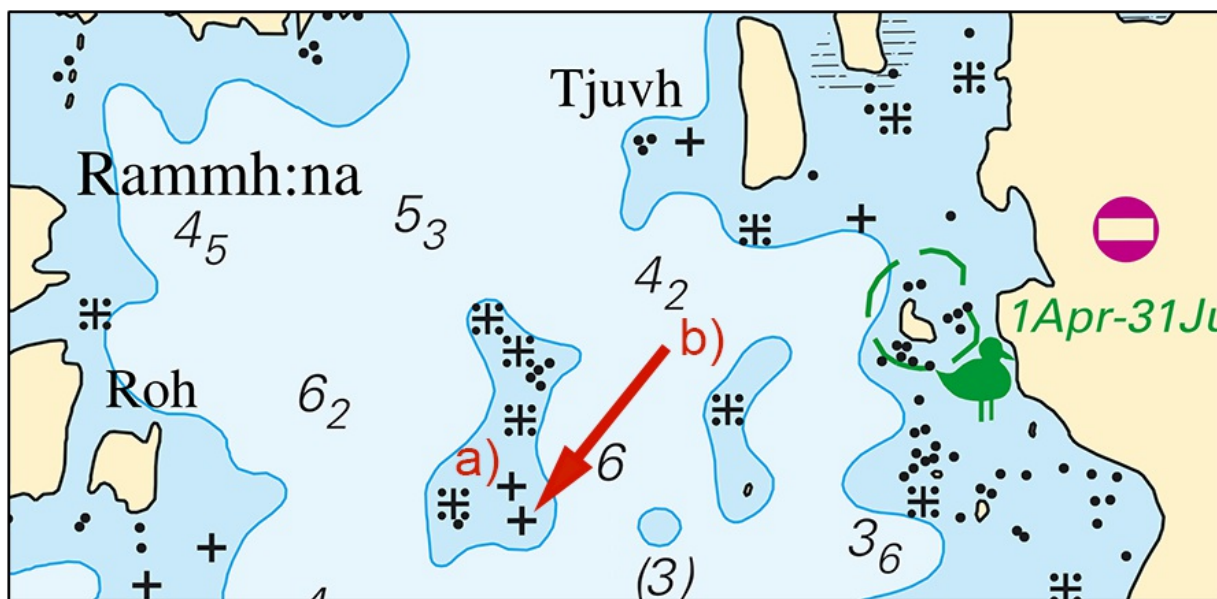 Tjuvh
Rammh:na
4₅
5₃
4₂
1Apr-31Ju
b)
Roh
6₂
a)
6
3₆
(3)